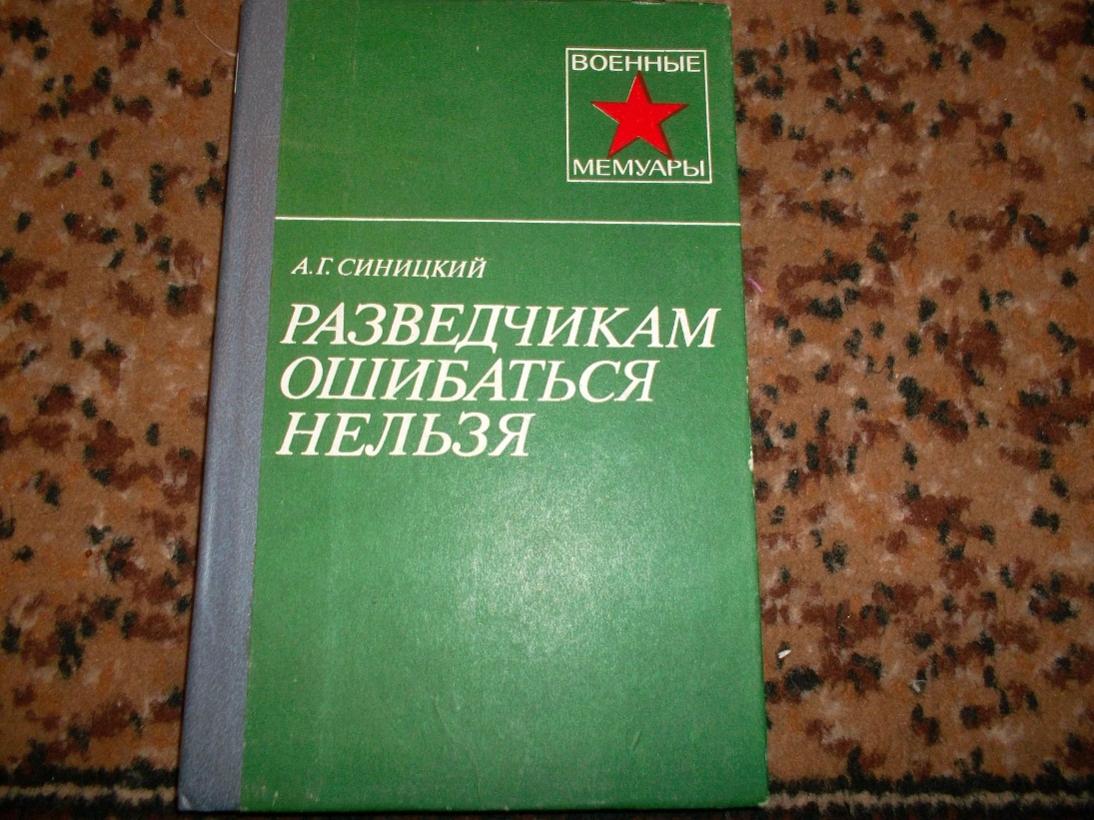 ВОЕННЫЕ
МЕМУАРЫ
А.Г. СИНИЦКИЙ
РАЗВЕДЧИКАМ
ОШИБАТЬСЯ
НЕЛЬЗЯ